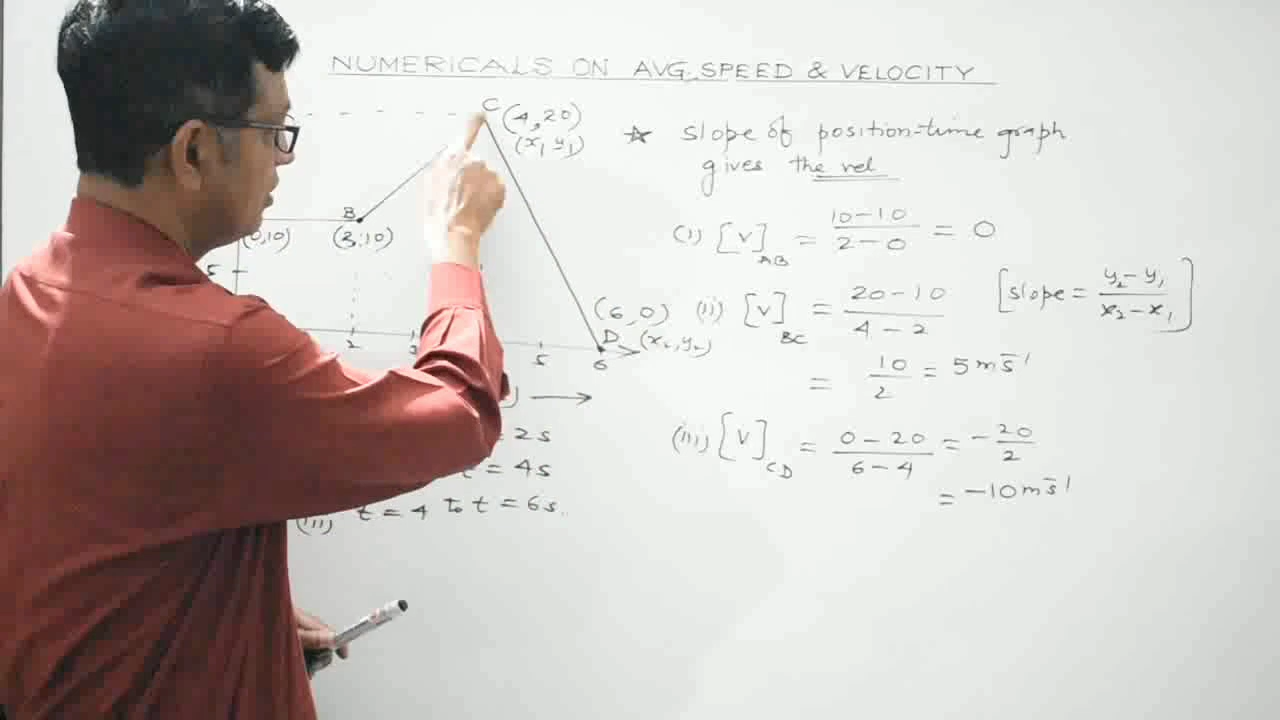 NUMERICALS ON AVG. SPEED & VELOCITY
C (4,20)
(x₁ y₁)
B
(0,10) (2,10)
5
(6,0)
D (x₂,y₂)
2 3 5 6
= 2s
t = 4s
(iii) t = 4 to t = 6s.
☆ slope of position-time graph
gives the vel
(i) [v]AB = 10-10 / 2-0 = 0
(ii) [v]BC = 20-10 / 4-2 [slope = y₂-y₁ / x₂-x₁]
= 10/2 = 5 ms⁻¹
(iii) [v]CD = 0-20 / 6-4 = -20/2
= -10 ms⁻¹